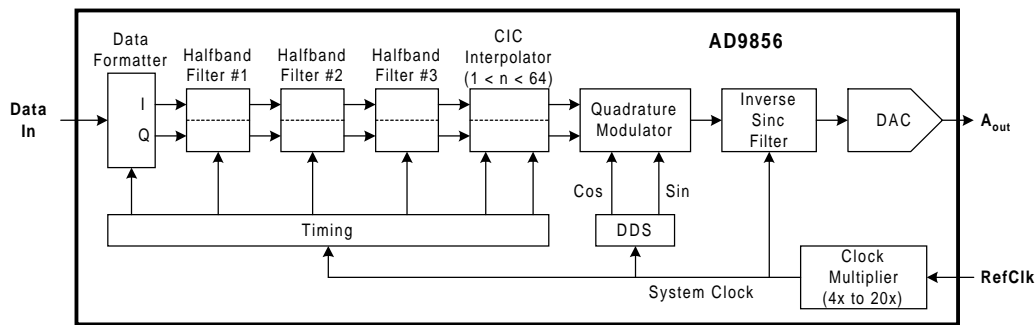 AD9856
Data
Formatter
Halfband
Filter #1
Halfband
Filter #2
Halfband
Filter #3
CIC
Interpolator
(1 < n < 64)
Data
In
I
Q
Quadrature
Modulator
Inverse
Sinc
Filter
DAC
Aout
Cos
Sin
Timing
DDS
System Clock
Clock
Multiplier
(4x to 20x)
RefClk